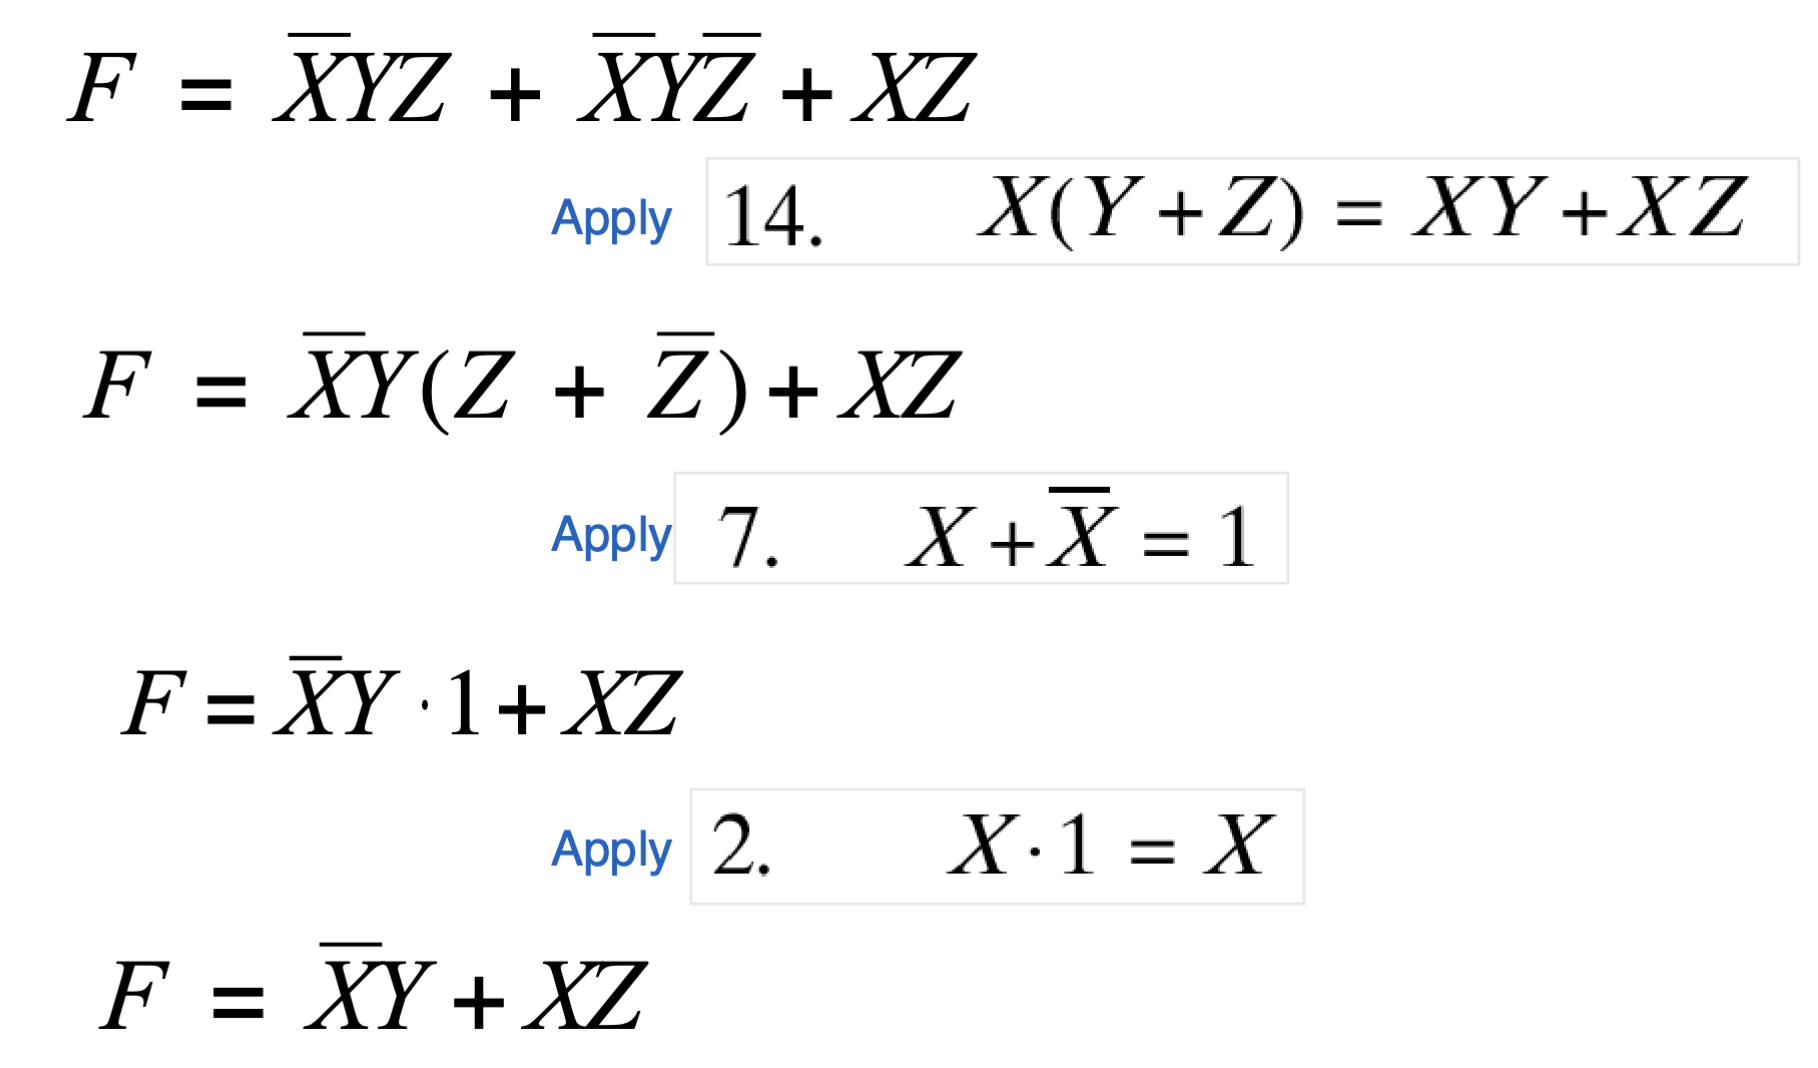 F = X̅YZ + X̅YZ̅ + XZ
Apply 14. X(Y + Z) = XY + XZ
F = X̅Y(Z + Z̅) + XZ
Apply 7. X + X̅ = 1
F = X̅Y · 1 + XZ
Apply 2. X · 1 = X
F = X̅Y + XZ